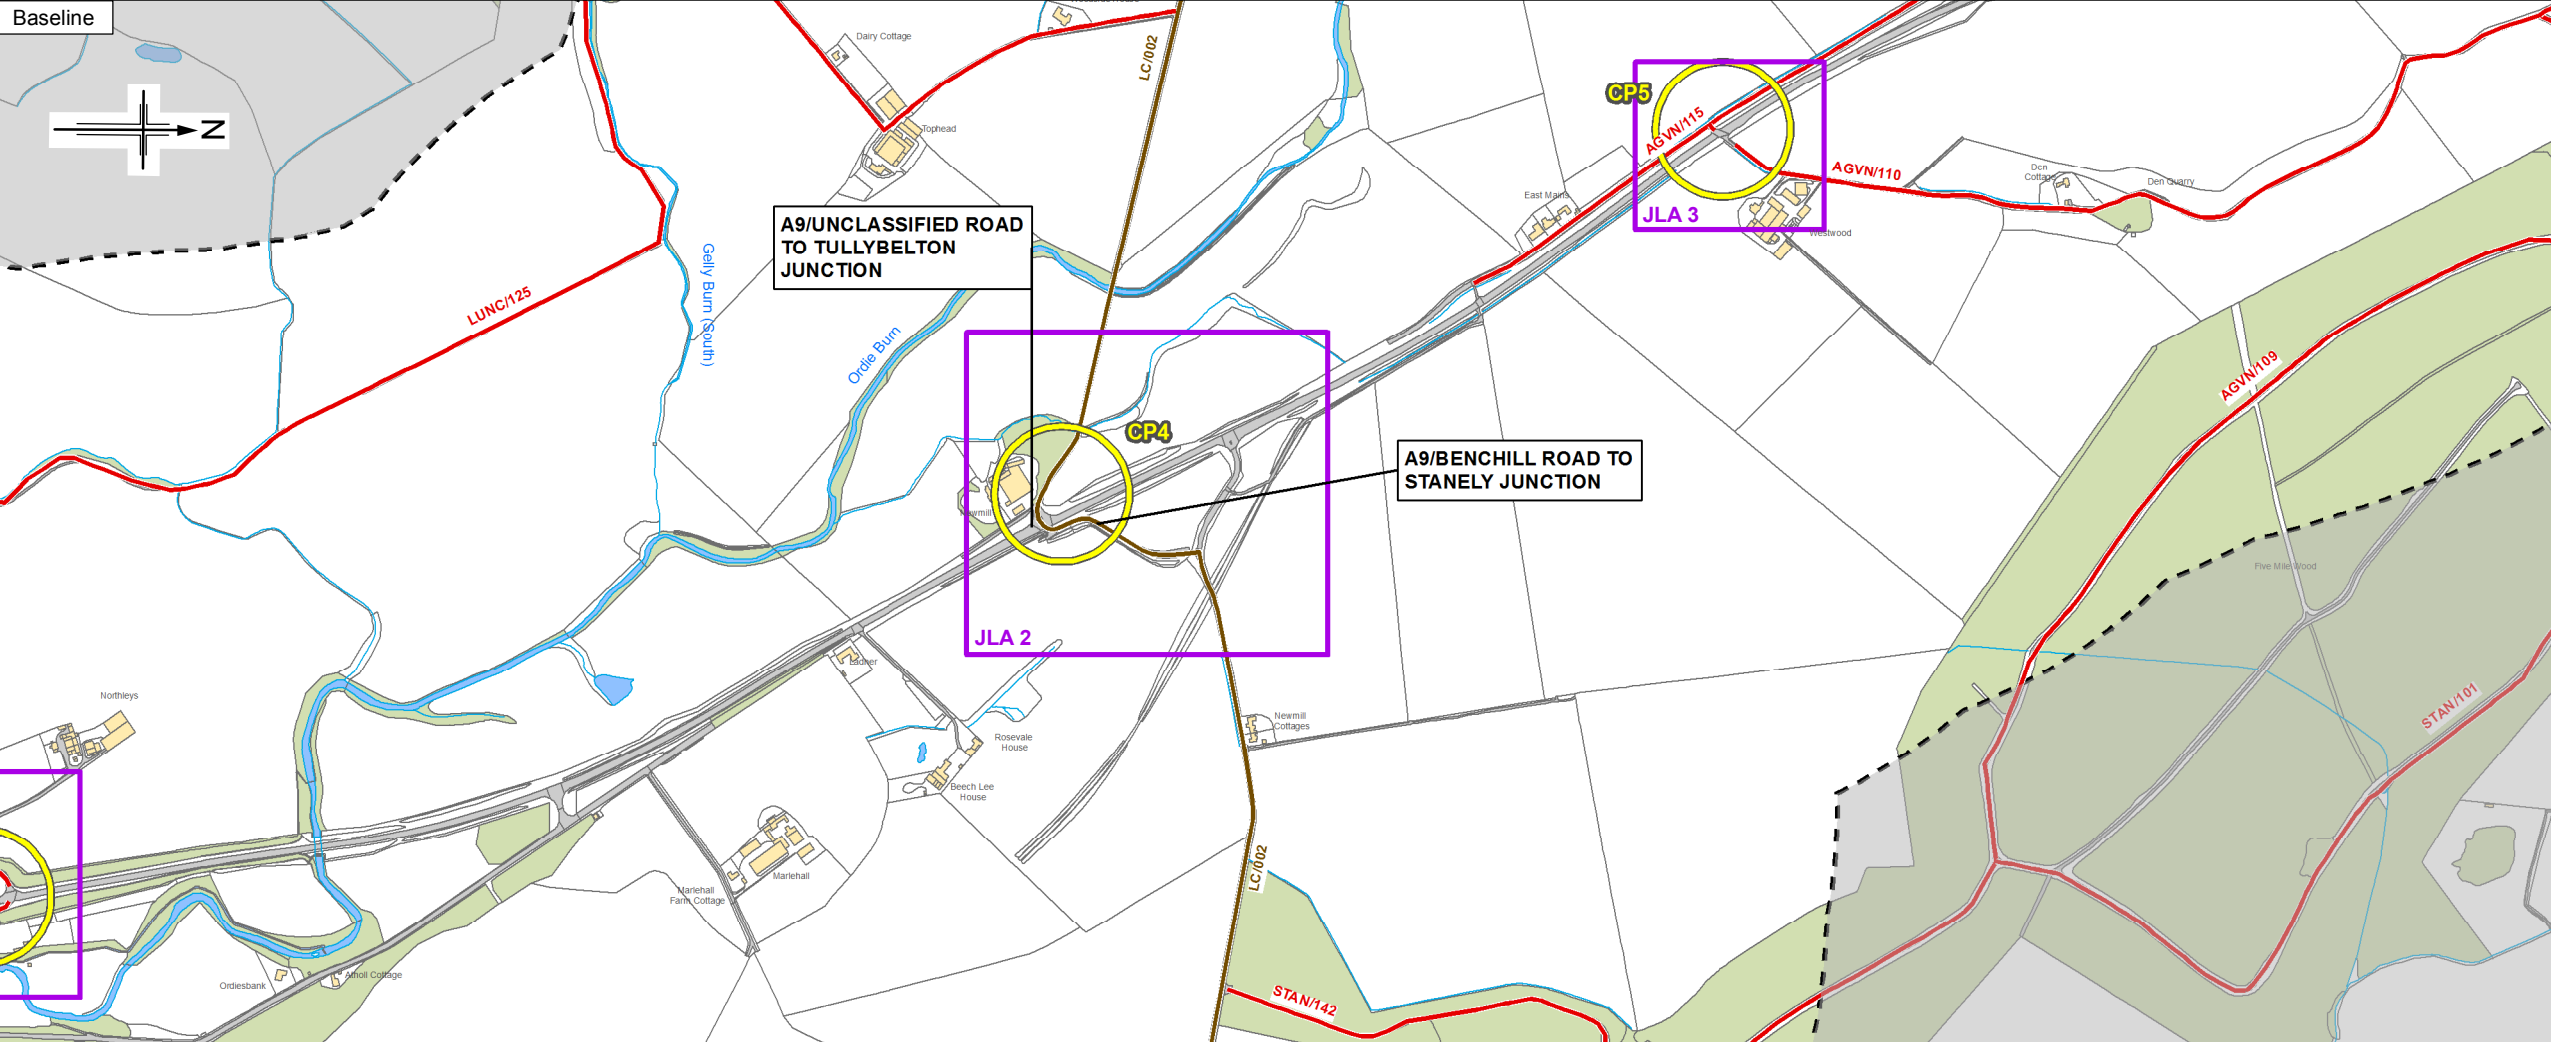 Baseline
N
Dairy Cottage
Tophead
LC/002
CP5
AGVN/115
AGVN/110
JLA 3
Westwood
Den
Cottage
Den Quarry
East Mains
A9/UNCLASSIFIED ROAD
TO TULLYBELTON
JUNCTION
Gelly Burn (South)
LUNC/125
Ordie Burn
CP4
A9/BENCHILL ROAD TO
STANELY JUNCTION
AGVN/109
Newmill
JLA 2
Five Mile Wood
Ladner
Northleys
Rosevale
House
Newmill
Cottages
STAN/101
Beech Lee
House
Marlehall
Marlehall
Farm Cottage
LC/002
Ordiesbank
Atholl Cottage
STAN/142